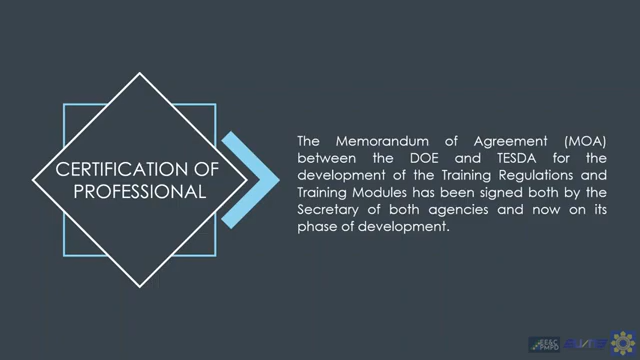 CERTIFICATION OF
PROFESSIONAL
The Memorandum of Agreement (MOA)
between the DOE and TESDA for the
development of the Training Regulations and
Training Modules has been signed both by the
Secretary of both agencies and now on its
phase of development.